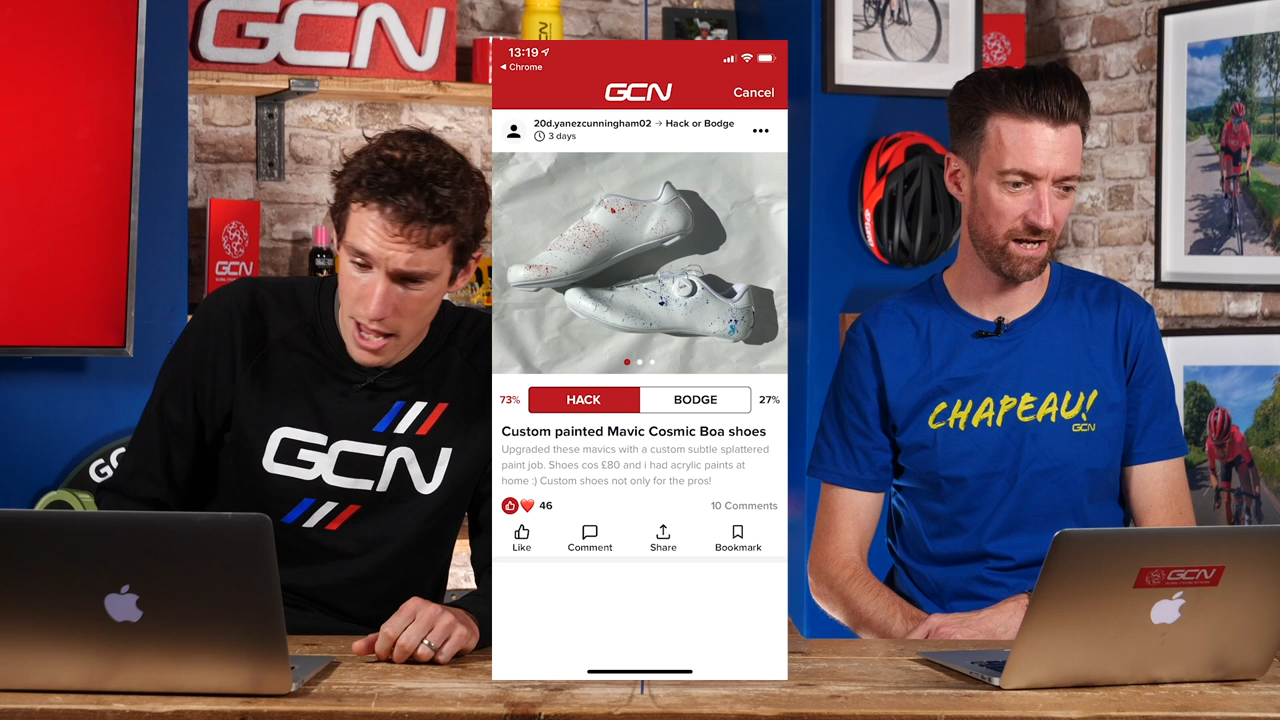 GCN
GCN
GCN
13:19
Chrome
GCN
Cancel
20d.yanezcunningham02 → Hack or Bodge
3 days
73%
HACK
BODGE
27%
Custom painted Mavic Cosmic Boa shoes
Upgraded these mavics with a custom subtle splattered
paint job. Shoes cos £80 and i had acrylic paints at
home :) Custom shoes not only for the pros!
46
10 Comments
Like
Comment
Share
Bookmark
CHAPEAU!
GCN
GCN